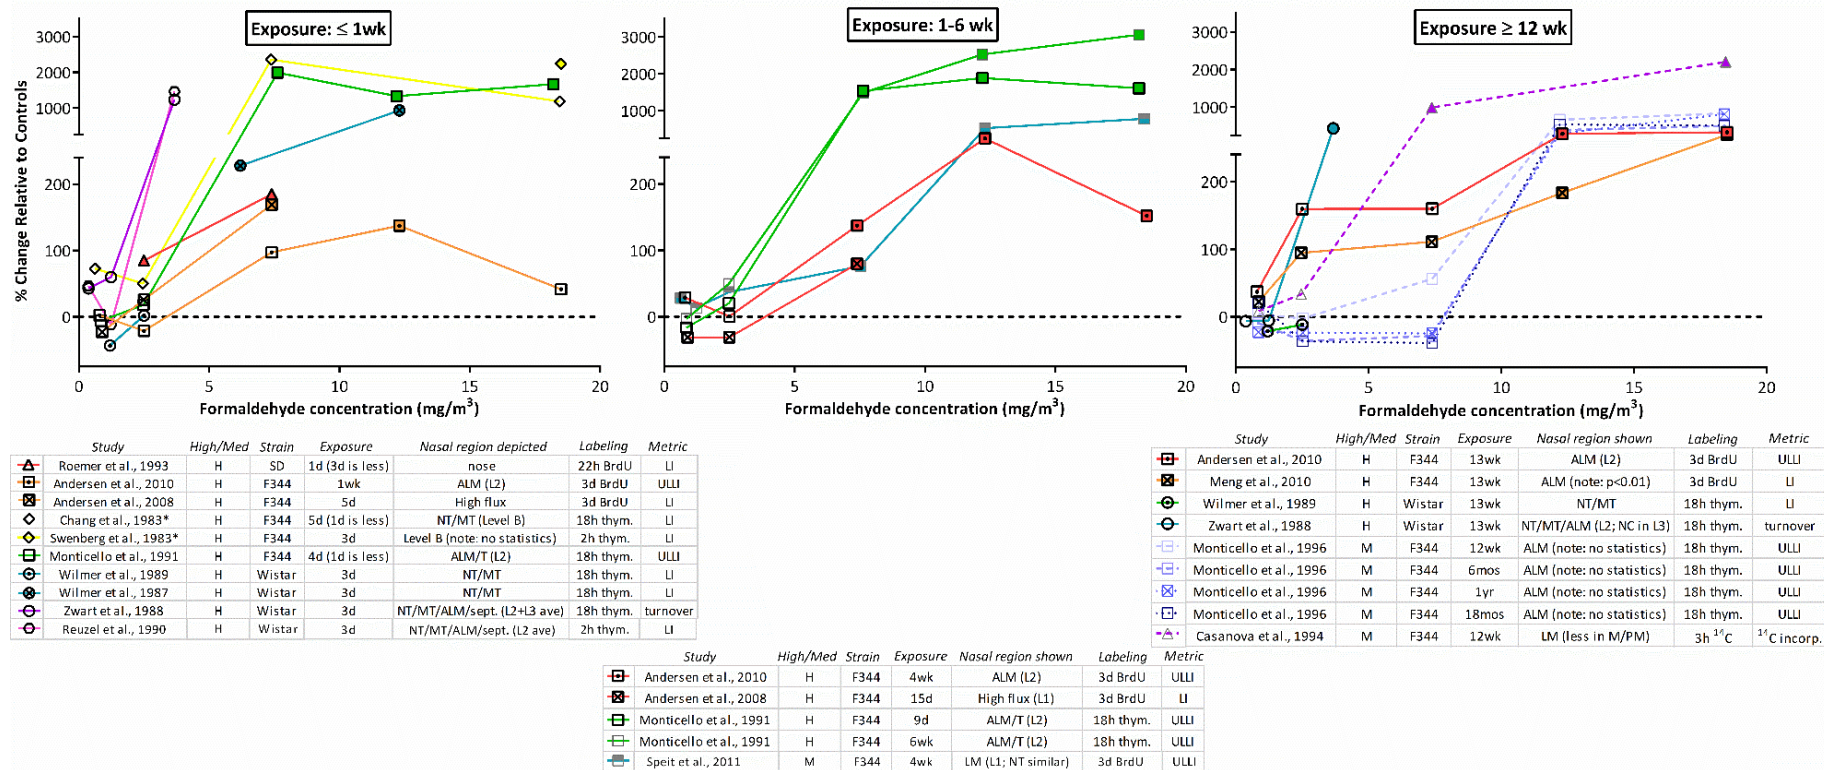 Exposure: ≤ 1wk
Exposure: 1-6 wk
Exposure ≥ 12 wk
% Change Relative to Controls
3000
2000
1000
200
100
0
0 5 10 15 20
Formaldehyde concentration (mg/m³)
3000
2000
1000
200
100
0
0 5 10 15 20
Formaldehyde concentration (mg/m³)
3000
2000
1000
200
100
0
0 5 10 15 20
Formaldehyde concentration (mg/m³)
Study High/Med Strain Exposure Nasal region depicted Labeling Metric
Roemer et al., 1993 H SD 1d (3d is less) nose 22h BrdU LI
Andersen et al., 2010 H F344 1wk ALM (L2) 3d BrdU ULLI
Andersen et al., 2008 H F344 5d High flux 3d BrdU LI
Chang et al., 1983* H F344 5d (1d is less) NT/MT (Level B) 18h thym. LI
Swenberg et al., 1983* H F344 3d Level B (note: no statistics) 2h thym. LI
Monticello et al., 1991 H F344 4d (1d is less) ALM/T (L2) 18h thym. ULLI
Wilmer et al., 1989 H Wistar 3d NT/MT 18h thym. LI
Wilmer et al., 1987 H Wistar 3d NT/MT 18h thym. LI
Zwart et al., 1988 H Wistar 3d NT/MT/ALM/sept. (L2+L3 ave) 18h thym. turnover
Reuzel et al., 1990 H Wistar 3d NT/MT/ALM/sept. (L2 ave) 2h thym. LI
Study High/Med Strain Exposure Nasal region shown Labeling Metric
Andersen et al., 2010 H F344 13wk ALM (L2) 3d BrdU ULLI
Meng et al., 2010 H F344 13wk ALM (note: p<0.01) 3d BrdU LI
Wilmer et al., 1989 H Wistar 13wk NT/MT 18h thym. LI
Zwart et al., 1988 H Wistar 13wk NT/MT/ALM (L2; NC in L3) 18h thym. turnover
Monticello et al., 1996 M F344 12wk ALM (note: no statistics) 18h thym. ULLI
Monticello et al., 1996 M F344 6mos ALM (note: no statistics) 18h thym. ULLI
Monticello et al., 1996 M F344 1yr ALM (note: no statistics) 18h thym. ULLI
Monticello et al., 1996 M F344 18mos ALM (note: no statistics) 18h thym. ULLI
Casanova et al., 1994 M F344 12wk LM (less in M/PM) 3h ¹⁴C ¹⁴C incorp.
Study High/Med Strain Exposure Nasal region shown Labeling Metric
Andersen et al., 2010 H F344 4wk ALM (L2) 3d BrdU ULLI
Andersen et al., 2008 H F344 15d High flux (L1) 3d BrdU LI
Monticello et al., 1991 H F344 9d ALM/T (L2) 18h thym. ULLI
Monticello et al., 1991 H F344 6wk ALM/T (L2) 18h thym. ULLI
Speit et al., 2011 M F344 4wk LM (L1; NT similar) 3d BrdU ULLI